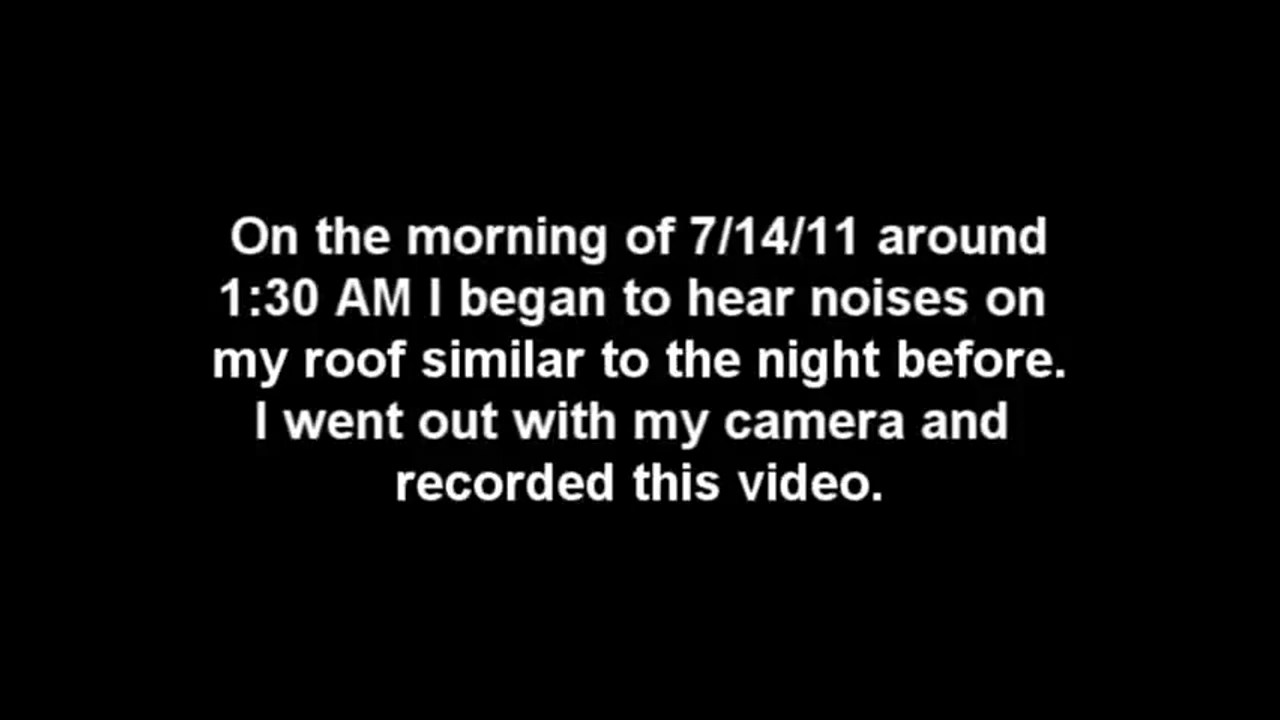 On the morning of 7/14/11 around
1:30 AM I began to hear noises on
my roof similar to the night before.
I went out with my camera and
recorded this video.